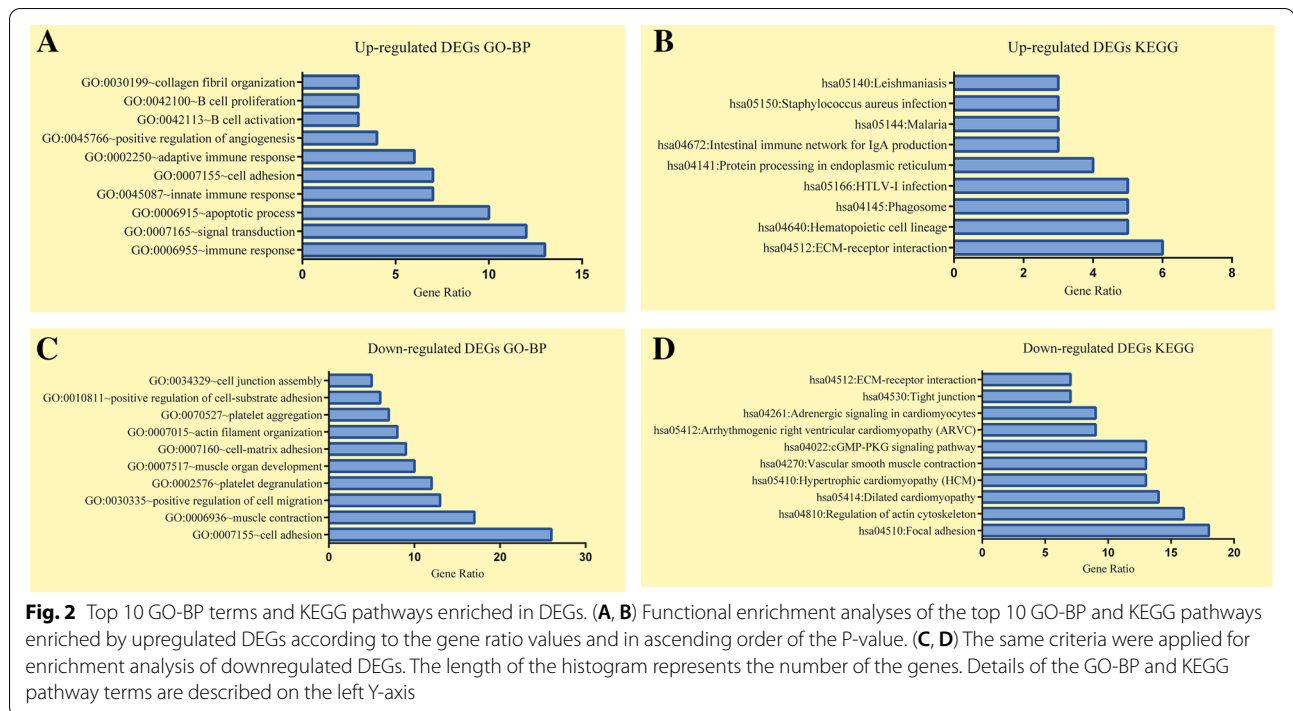 A
Up-regulated DEGs GO-BP
GO:0030199~collagen fibril organization
GO:0042100~B cell proliferation
GO:0042113~B cell activation
GO:0045766~positive regulation of angiogenesis
GO:0002250~adaptive immune response
GO:0007155~cell adhesion
GO:0045087~innate immune response
GO:0006915~apoptotic process
GO:0007165~signal transduction
GO:0006955~immune response
0 5 10 15
Gene Ratio
B
Up-regulated DEGs KEGG
hsa05140:Leishmaniasis
hsa05150:Staphylococcus aureus infection
hsa05144:Malaria
hsa04672:Intestinal immune network for IgA production
hsa04141:Protein processing in endoplasmic reticulum
hsa05166:HTLV-I infection
hsa04145:Phagosome
hsa04640:Hematopoietic cell lineage
hsa04512:ECM-receptor interaction
0 2 4 6 8
Gene Ratio
C
Down-regulated DEGs GO-BP
GO:0034329~cell junction assembly
GO:0010811~positive regulation of cell-substrate adhesion
GO:0070527~platelet aggregation
GO:0007015~actin filament organization
GO:0007160~cell-matrix adhesion
GO:0007517~muscle organ development
GO:0002576~platelet degranulation
GO:0030335~positive regulation of cell migration
GO:0006936~muscle contraction
GO:0007155~cell adhesion
0 10 20 30
Gene Ratio
D
Down-regulated DEGs KEGG
hsa04512:ECM-receptor interaction
hsa04530:Tight junction
hsa04261:Adrenergic signaling in cardiomyocytes
hsa05412:Arrhythmogenic right ventricular cardiomyopathy (ARVC)
hsa04022:cGMP-PKG signaling pathway
hsa04270:Vascular smooth muscle contraction
hsa05410:Hypertrophic cardiomyopathy (HCM)
hsa05414:Dilated cardiomyopathy
hsa04810:Regulation of actin cytoskeleton
hsa04510:Focal adhesion
0 5 10 15 20
Gene Ratio
Fig. 2 Top 10 GO-BP terms and KEGG pathways enriched in DEGs. (A, B) Functional enrichment analyses of the top 10 GO-BP and KEGG pathways
enriched by upregulated DEGs according to the gene ratio values and in ascending order of the P-value. (C, D) The same criteria were applied for
enrichment analysis of downregulated DEGs. The length of the histogram represents the number of the genes. Details of the GO-BP and KEGG
pathway terms are described on the left Y-axis